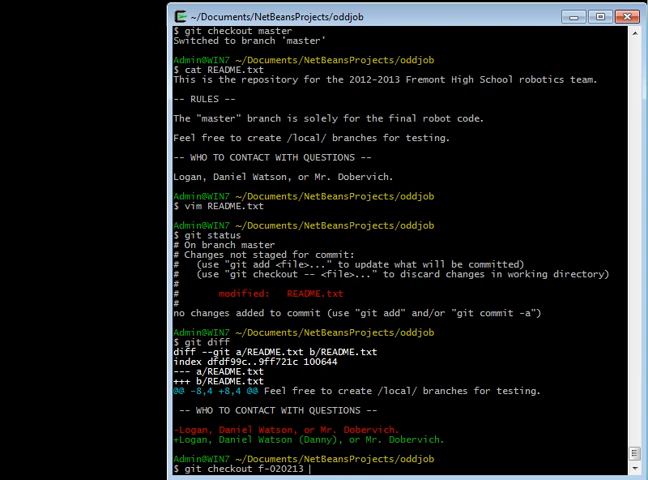 ~/Documents/NetBeansProjects/oddjob
$ git checkout master
Switched to branch 'master'
Admin@WIN7 ~/Documents/NetBeansProjects/oddjob
$ cat README.txt
This is the repository for the 2012-2013 Fremont High School robotics team.
-- RULES --
The "master" branch is solely for the final robot code.
Feel free to create /local/ branches for testing.
-- WHO TO CONTACT WITH QUESTIONS --
Logan, Daniel Watson, or Mr. Dobervich.
Admin@WIN7 ~/Documents/NetBeansProjects/oddjob
$ vim README.txt
Admin@WIN7 ~/Documents/NetBeansProjects/oddjob
$ git status
# On branch master
# Changes not staged for commit:
#   (use "git add <file>..." to update what will be committed)
#   (use "git checkout -- <file>..." to discard changes in working directory)
#
#       modified:   README.txt
#
no changes added to commit (use "git add" and/or "git commit -a")
Admin@WIN7 ~/Documents/NetBeansProjects/oddjob
$ git diff
diff --git a/README.txt b/README.txt
index dfdf99c..9ff721c 100644
--- a/README.txt
+++ b/README.txt
@@ -8,4 +8,4 @@ Feel free to create /local/ branches for testing.
 -- WHO TO CONTACT WITH QUESTIONS --
-Logan, Daniel Watson, or Mr. Dobervich.
+Logan, Daniel Watson (Danny), or Mr. Dobervich.
Admin@WIN7 ~/Documents/NetBeansProjects/oddjob
$ git checkout f-020213